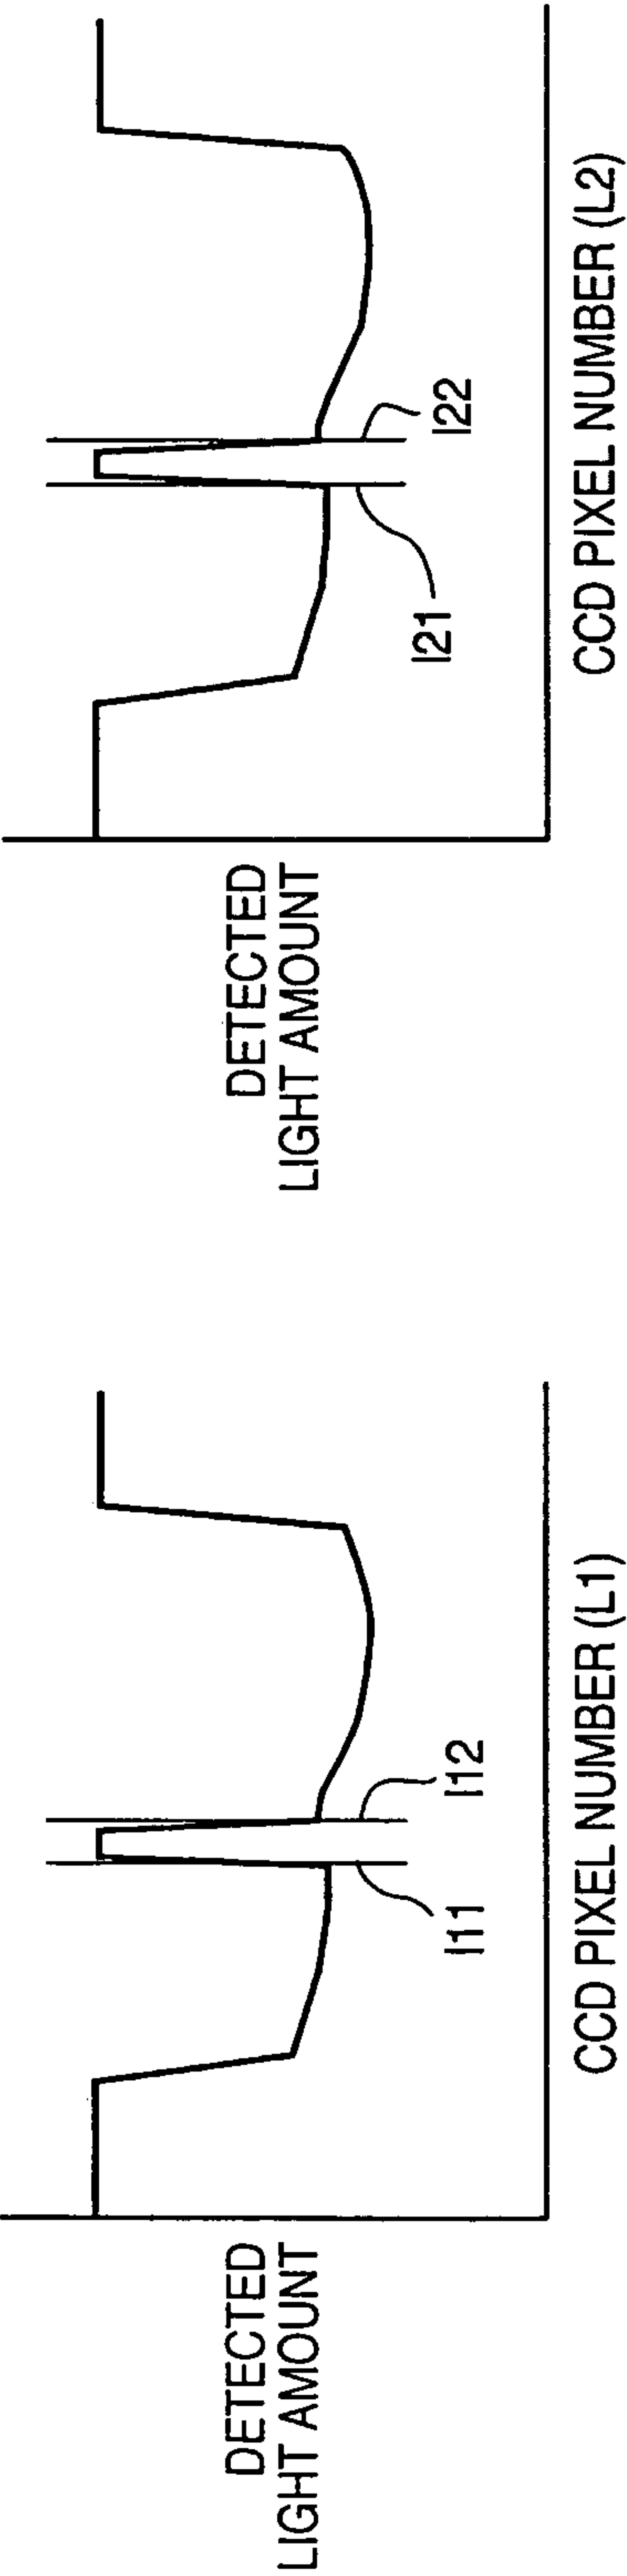 DETECTED
LIGHT AMOUNT
I11
I12
CCD PIXEL NUMBER (L1)
DETECTED
LIGHT AMOUNT
I21
I22
CCD PIXEL NUMBER (L2)